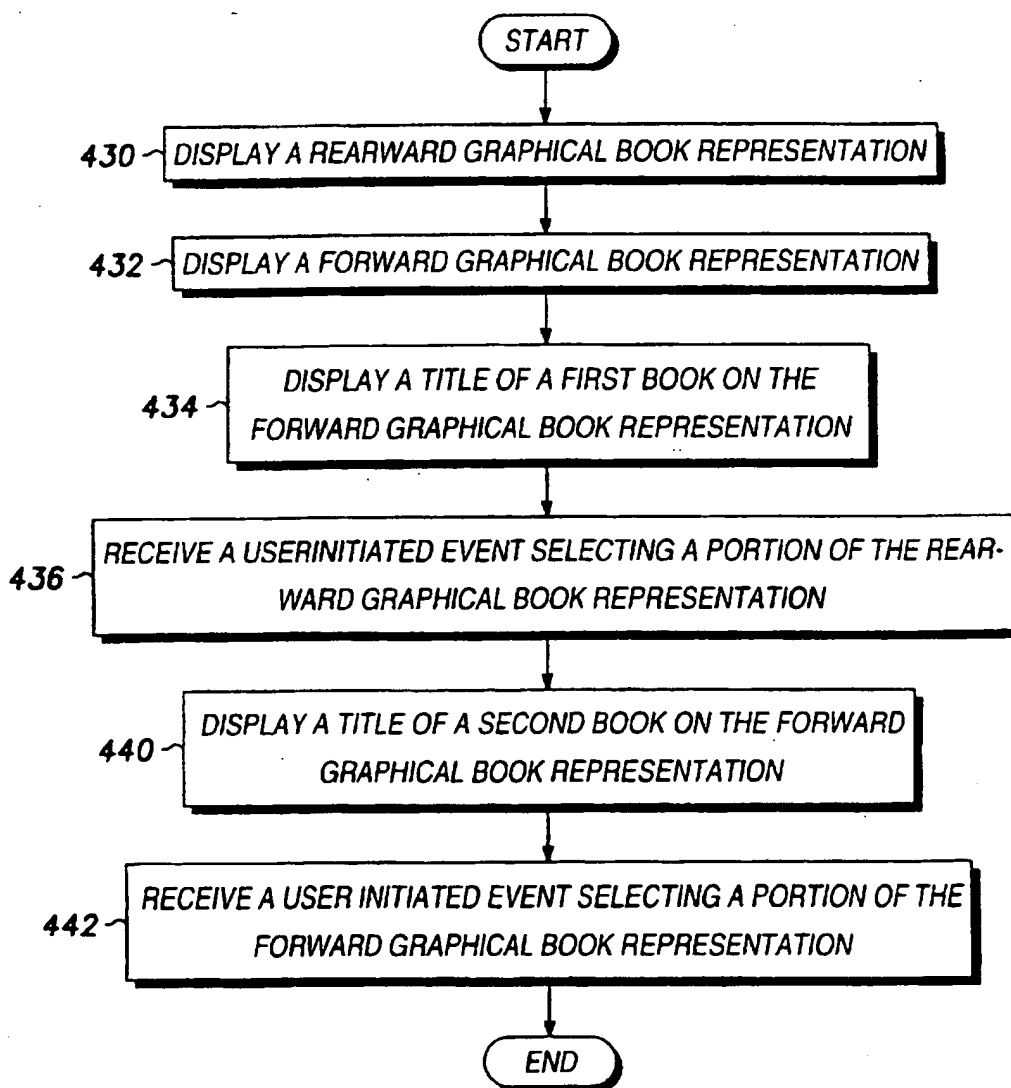 START
430 DISPLAY A REARWARD GRAPHICAL BOOK REPRESENTATION
432 DISPLAY A FORWARD GRAPHICAL BOOK REPRESENTATION
DISPLAY A TITLE OF A FIRST BOOK ON THE
434 FORWARD GRAPHICAL BOOK REPRESENTATION
RECEIVE A USERINITIATED EVENT SELECTING A PORTION OF THE REAR-
436 WARD GRAPHICAL BOOK REPRESENTATION
DISPLAY A TITLE OF A SECOND BOOK ON THE FORWARD
440 GRAPHICAL BOOK REPRESENTATION
RECEIVE A USER INITIATED EVENT SELECTING A PORTION OF THE
442 FORWARD GRAPHICAL BOOK REPRESENTATION
END